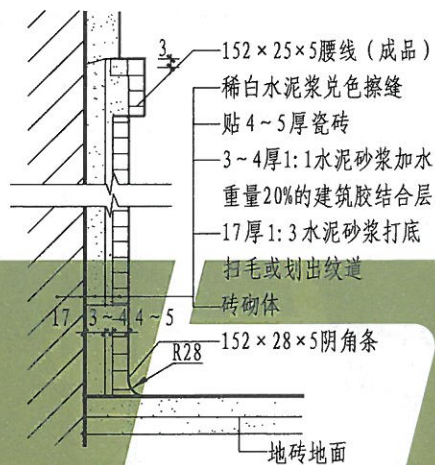 3
152×25×5腰线(成品)
稀白水泥浆兑色擦缝
贴4~5厚瓷砖
3~4厚1:1水泥砂浆加水
重量20%的建筑胶结合层
17厚1:3水泥砂浆打底
扫毛或划出纹道
砖砌体
17 3~4 4~5
R28
152×28×5阴角条
地砖地面